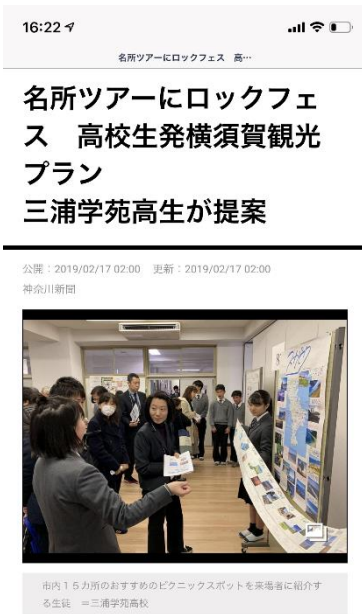 16:22
名所ツアーにロックフェス　高…
名所ツアーにロックフェ
ス　高校生発横須賀観光
プラン
三浦学苑高生が提案
公開：2019/02/17 02:00　更新：2019/02/17 02:00
神奈川新聞
市内１５カ所のおすすめのピクニックスポットを来場者に紹介す
る生徒　＝三浦学苑高校